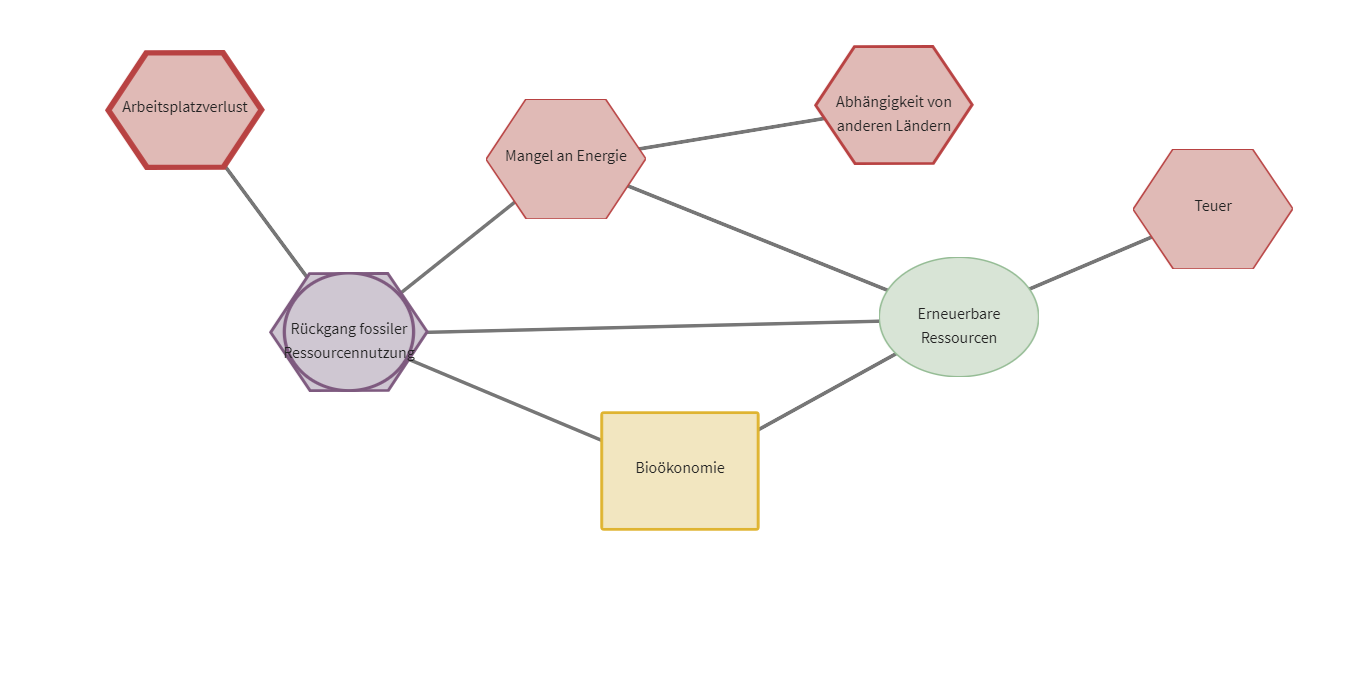 Arbeitsplatzverlust
Mangel an Energie
Abhängigkeit von
anderen Ländern
Teuer
Rückgang fossiler
Ressourcennutzung
Erneuerbare
Ressourcen
Bioökonomie